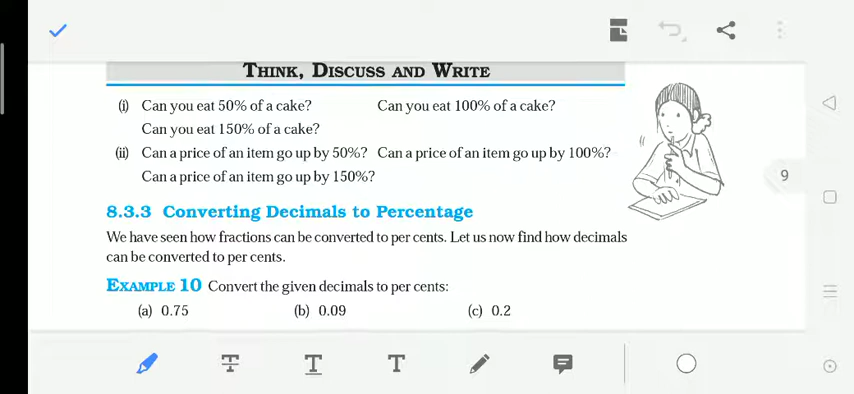 THINK, DISCUSS AND WRITE
(i) Can you eat 50% of a cake? Can you eat 100% of a cake?
Can you eat 150% of a cake?
(ii) Can a price of an item go up by 50%? Can a price of an item go up by 100%?
Can a price of an item go up by 150%?
9
8.3.3 Converting Decimals to Percentage
We have seen how fractions can be converted to per cents. Let us now find how decimals
can be converted to per cents.
EXAMPLE 10 Convert the given decimals to per cents:
(a) 0.75 (b) 0.09 (c) 0.2
T T T